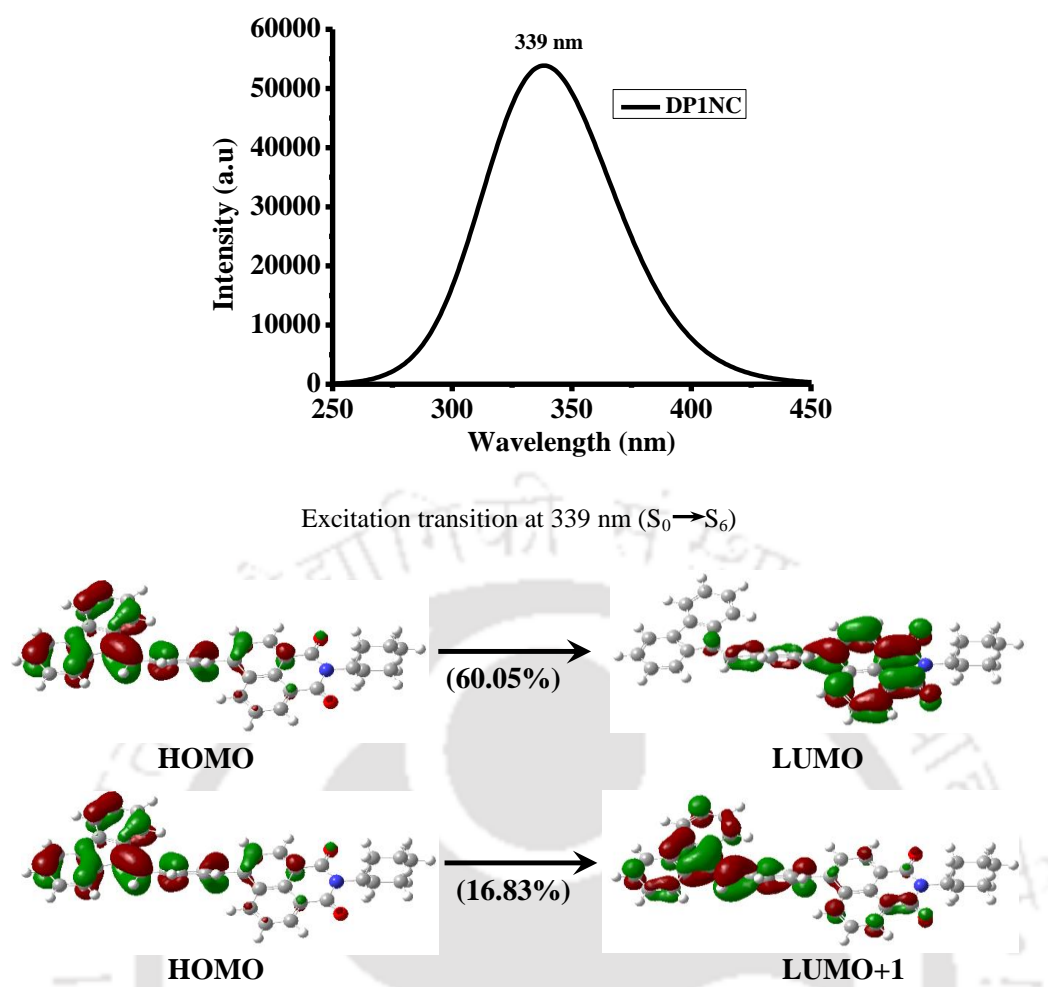 339 nm
DP1NC
Intensity (a.u)
60000
50000
40000
30000
20000
10000
0
250 300 350 400 450
Wavelength (nm)
Excitation transition at 339 nm (S₀→S₆)
(60.05%)
HOMO LUMO
(16.83%)
HOMO LUMO+1